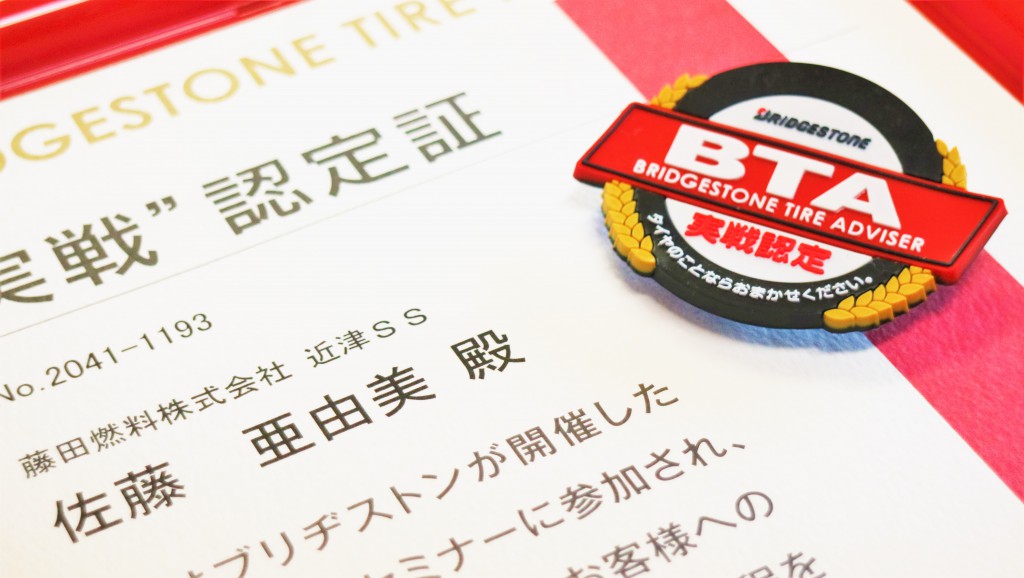 DGESTONE TIRE
実戦”認定証
No.2041-1193
藤田燃料株式会社 近津ＳＳ
佐藤 亜由美 殿
ブリヂストンが開催した
セミナーに参加され、
お客様への
BRIDGESTONE
BTA
BRIDGESTONE TIRE ADVISER
実戦認定
タイヤのことならおまかせください。